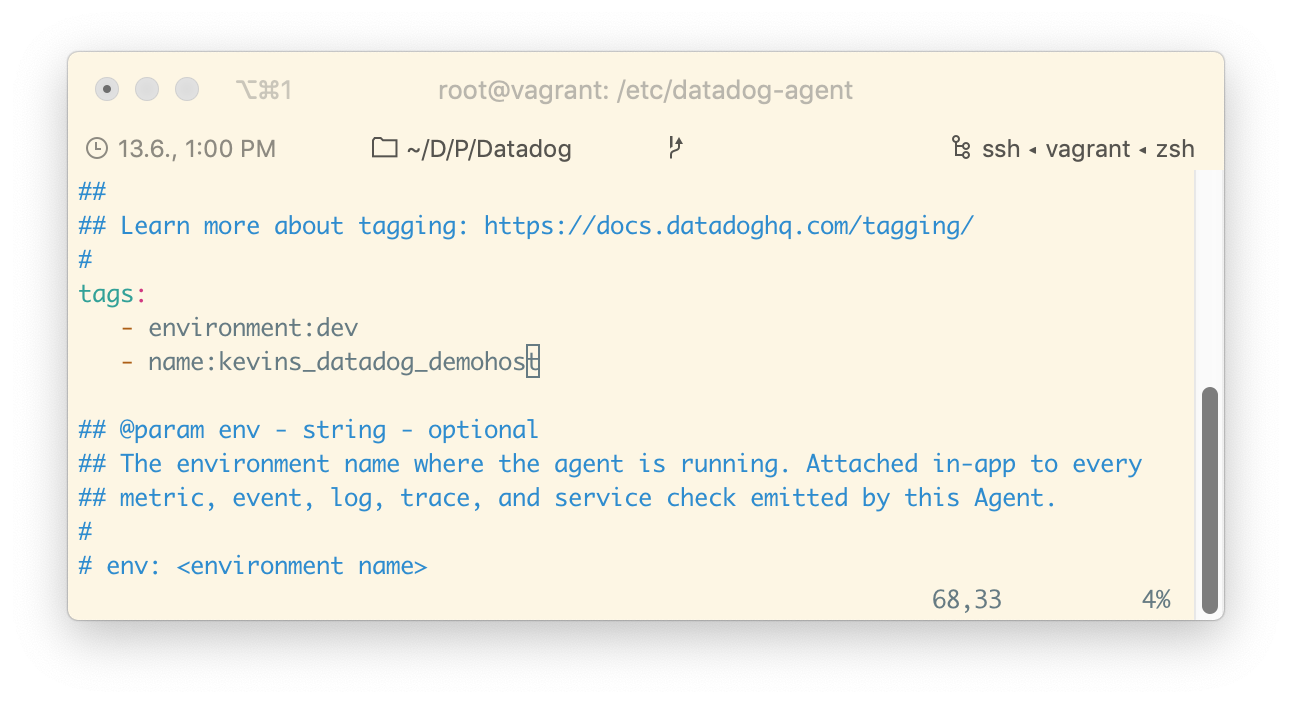 ⌥⌘1 root@vagrant: /etc/datadog-agent
13.6., 1:00 PM ~/D/P/Datadog ssh ◂ vagrant ◂ zsh
##
## Learn more about tagging: https://docs.datadoghq.com/tagging/
#
tags:
   - environment:dev
   - name:kevins_datadog_demohost
## @param env - string - optional
## The environment name where the agent is running. Attached in-app to every
## metric, event, log, trace, and service check emitted by this Agent.
#
# env: <environment name>
68,33 4%